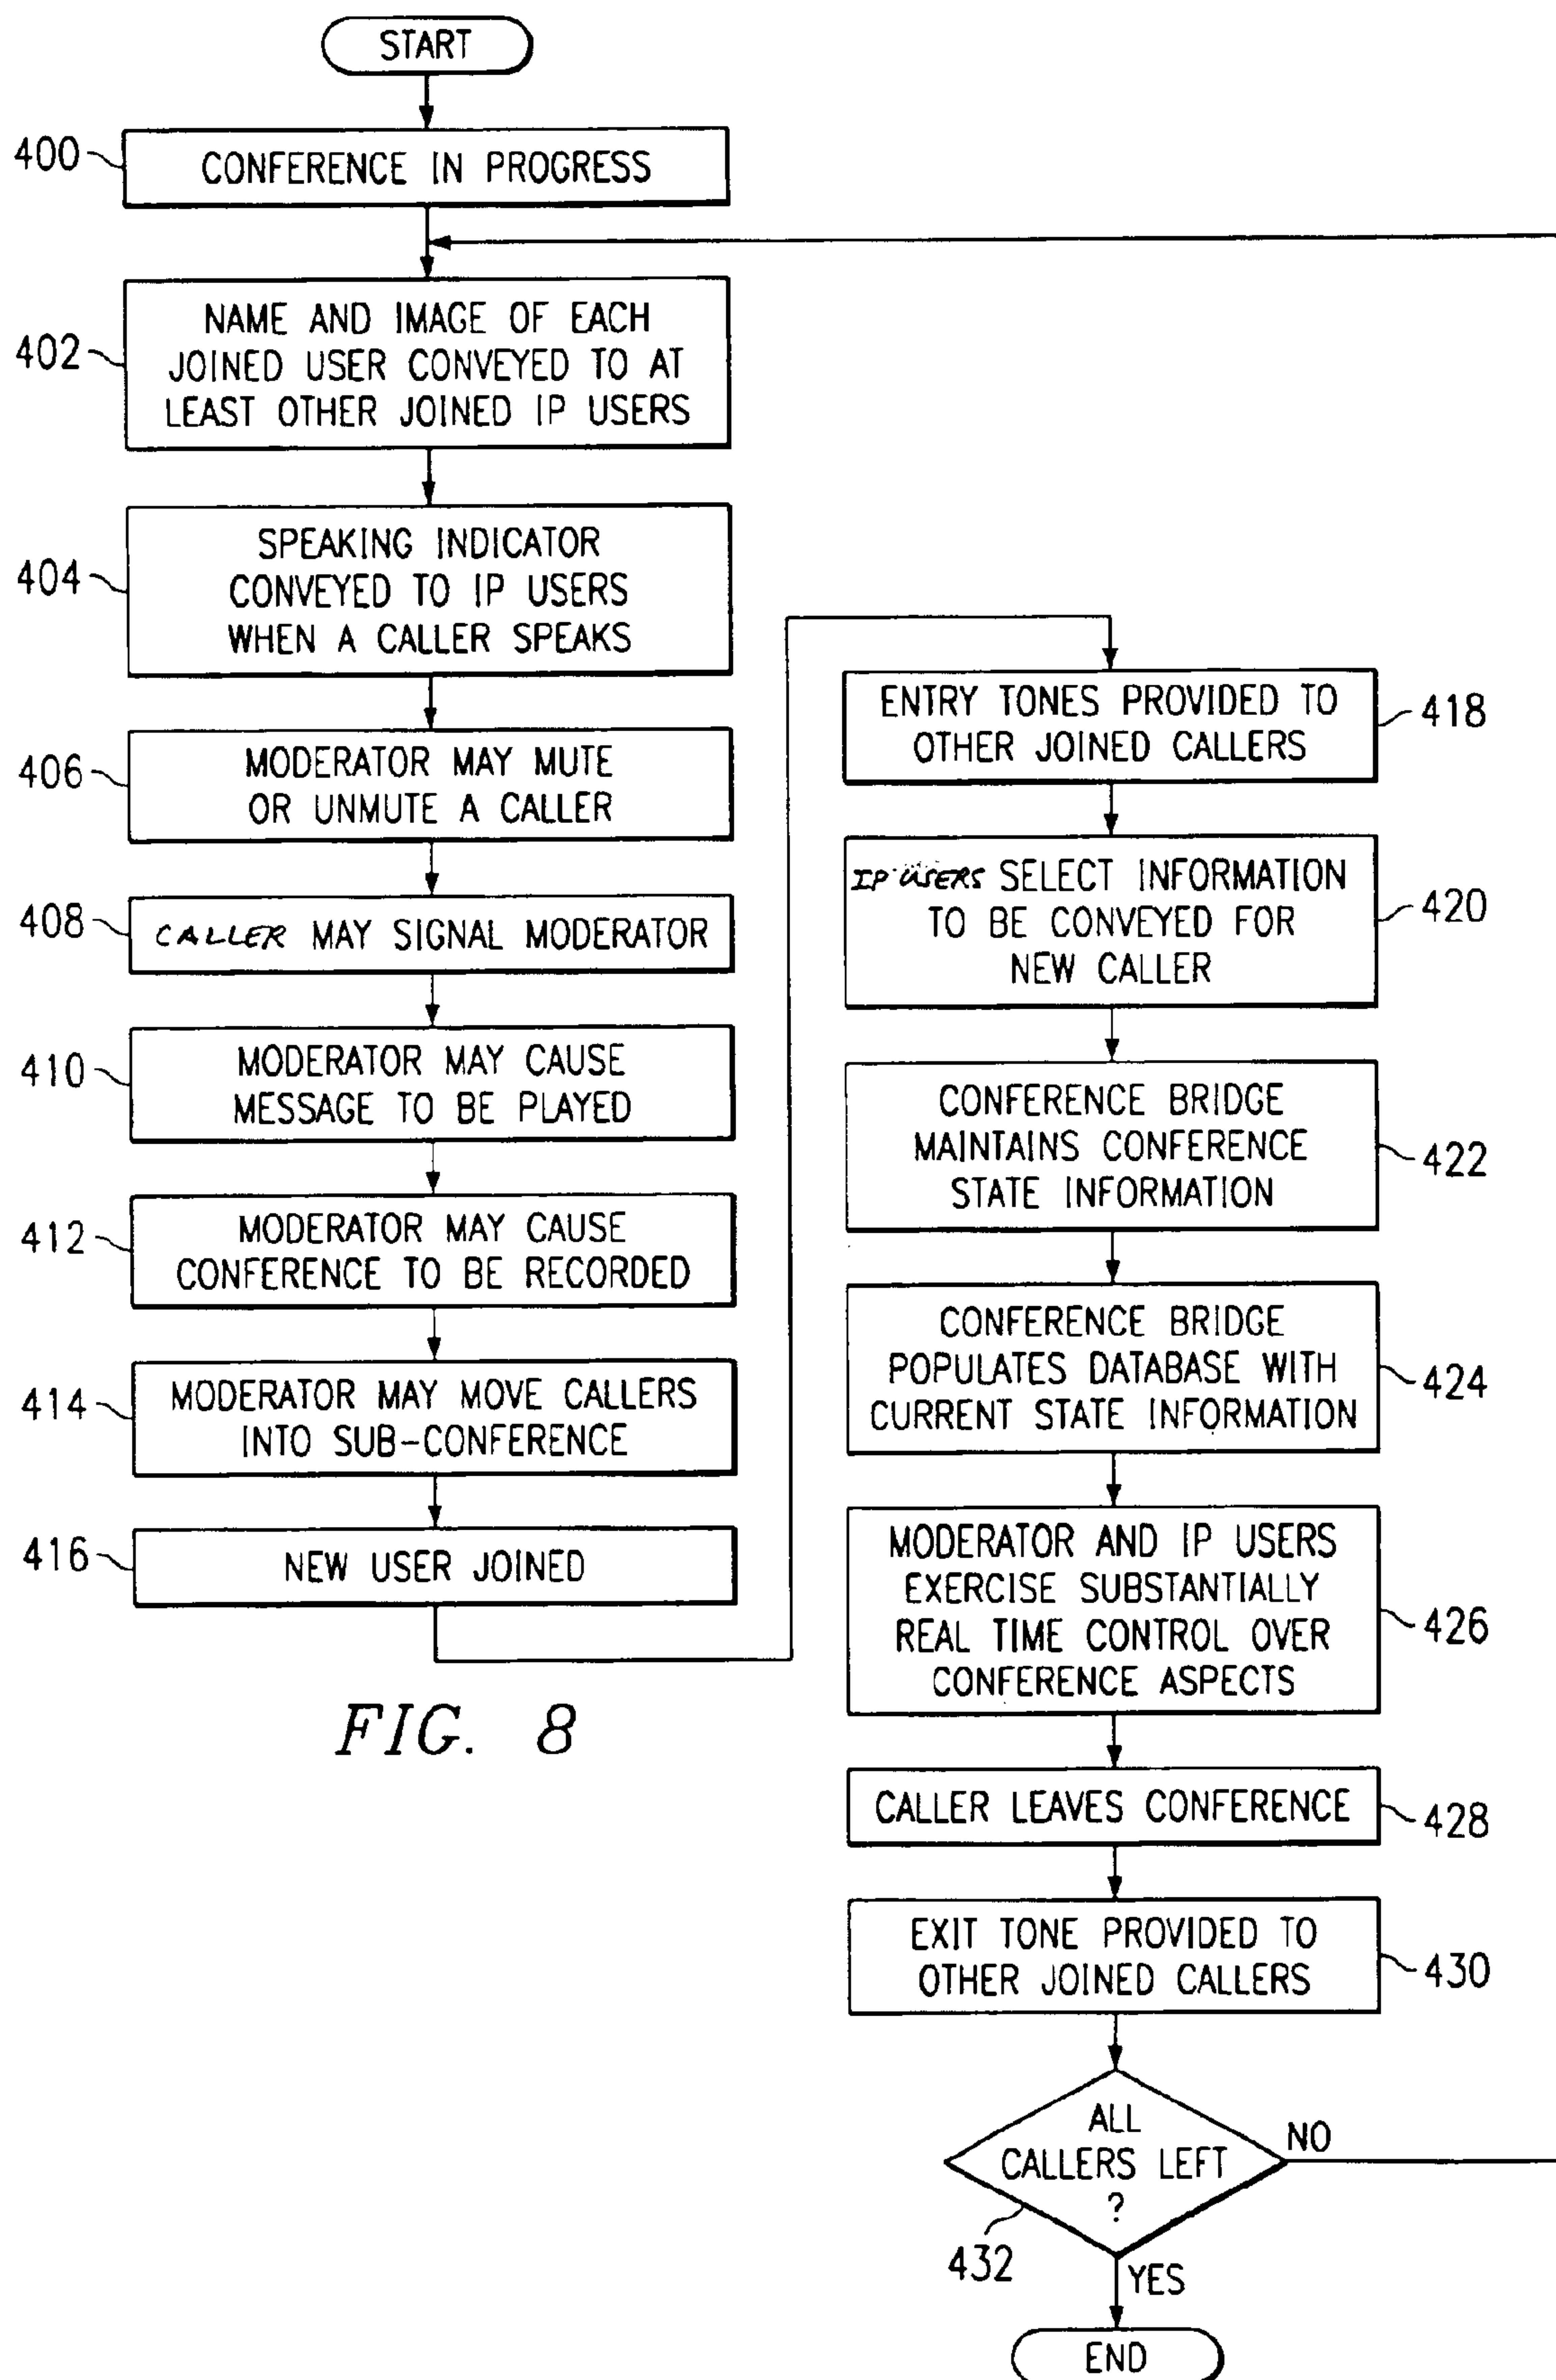 START
400
CONFERENCE IN PROGRESS
402
NAME AND IMAGE OF EACH
JOINED USER CONVEYED TO AT
LEAST OTHER JOINED IP USERS
404
SPEAKING INDICATOR
CONVEYED TO IP USERS
WHEN A CALLER SPEAKS
406
MODERATOR MAY MUTE
OR UNMUTE A CALLER
408
CALLER MAY SIGNAL MODERATOR
410
MODERATOR MAY CAUSE
MESSAGE TO BE PLAYED
412
MODERATOR MAY CAUSE
CONFERENCE TO BE RECORDED
414
MODERATOR MAY MOVE CALLERS
INTO SUB-CONFERENCE
416
NEW USER JOINED
FIG. 8
ENTRY TONES PROVIDED TO
OTHER JOINED CALLERS
418
IP USERS SELECT INFORMATION
TO BE CONVEYED FOR
NEW CALLER
420
CONFERENCE BRIDGE
MAINTAINS CONFERENCE
STATE INFORMATION
422
CONFERENCE BRIDGE
POPULATES DATABASE WITH
CURRENT STATE INFORMATION
424
MODERATOR AND IP USERS
EXERCISE SUBSTANTIALLY
REAL TIME CONTROL OVER
CONFERENCE ASPECTS
426
CALLER LEAVES CONFERENCE
428
EXIT TONE PROVIDED TO
OTHER JOINED CALLERS
430
ALL
CALLERS LEFT
?
NO
432
YES
END